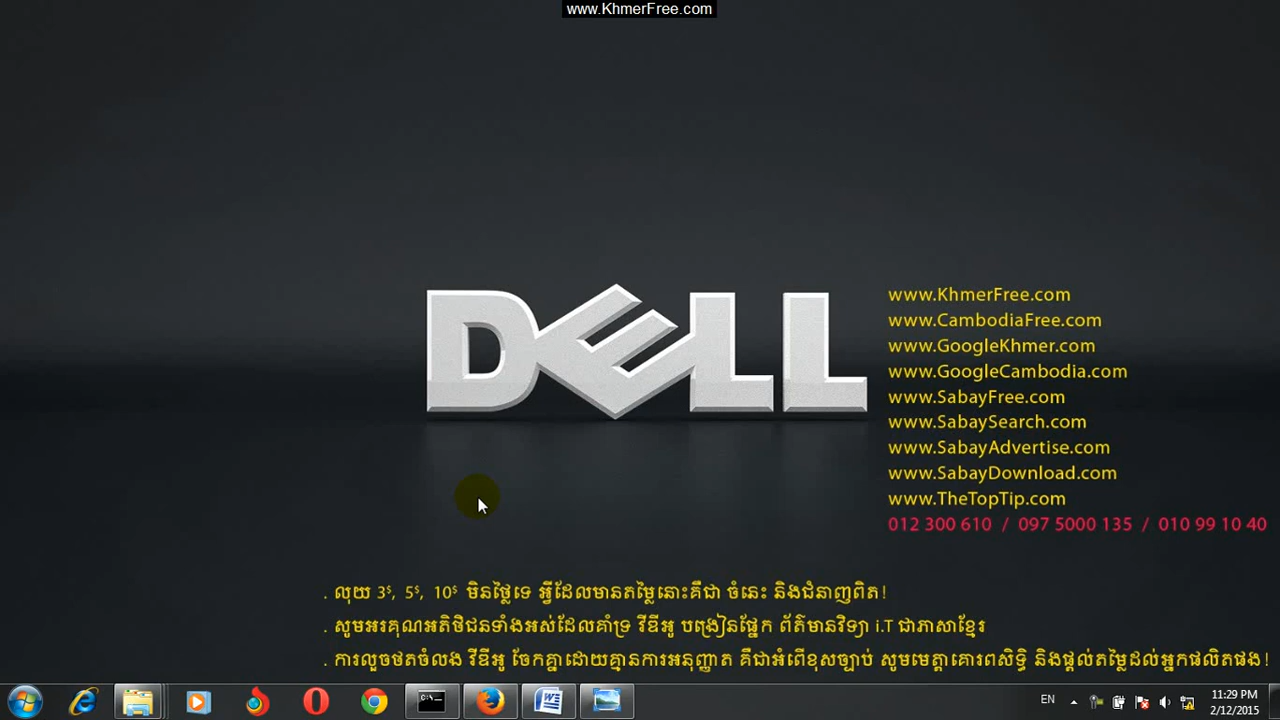 www.KhmerFree.com
DELL
www.KhmerFree.com
www.CambodiaFree.com
www.GoogleKhmer.com
www.GoogleCambodia.com
www.SabayFree.com
www.SabaySearch.com
www.SabayAdvertise.com
www.SabayDownload.com
www.TheTopTip.com
012 300 610 / 097 5000 135 / 010 99 10 40
. លុយ 3$, 5$, 10$ មិនថ្លៃទេ អ្វីដែលមានតម្លៃនោះគឺជា ចំនេះ និងជំនាញពិត!
. សូមអរគុណអតិថិជនទាំងអស់ដែលគាំទ្រ វីឌីអូ បង្រៀនផ្នែក ព័ត៌មានវិទ្យា i.T ជាភាសាខ្មែរ
. ការលួចថតចំលង វីឌីអូ ចែកគ្នាដោយគ្មានការអនុញ្ញាត គឺជាអំពើខុសច្បាប់ សូមមេត្តាគោរពសិទ្ធិ និងផ្តល់តម្លៃដល់អ្នកផលិតផង!
C:\
EN
11:29 PM
2/12/2015